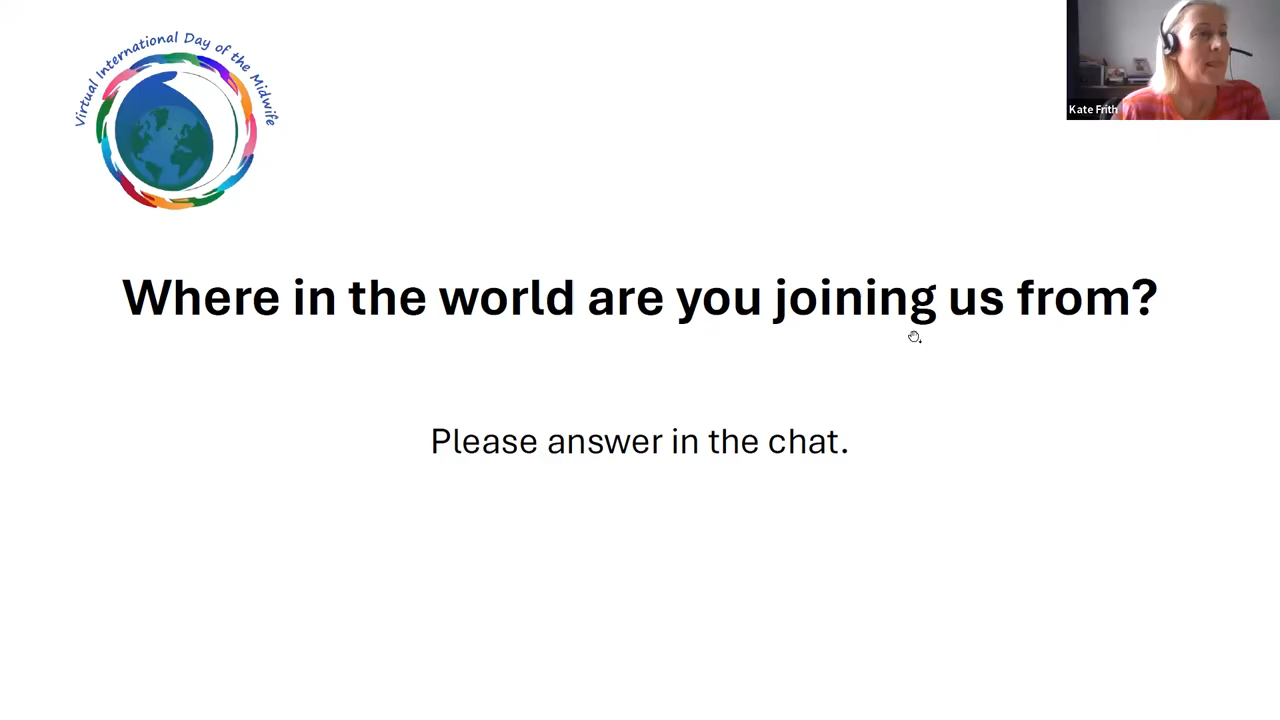 Virtual International Day of the Midwife
Kate Frith
Where in the world are you joining us from?
Please answer in the chat.